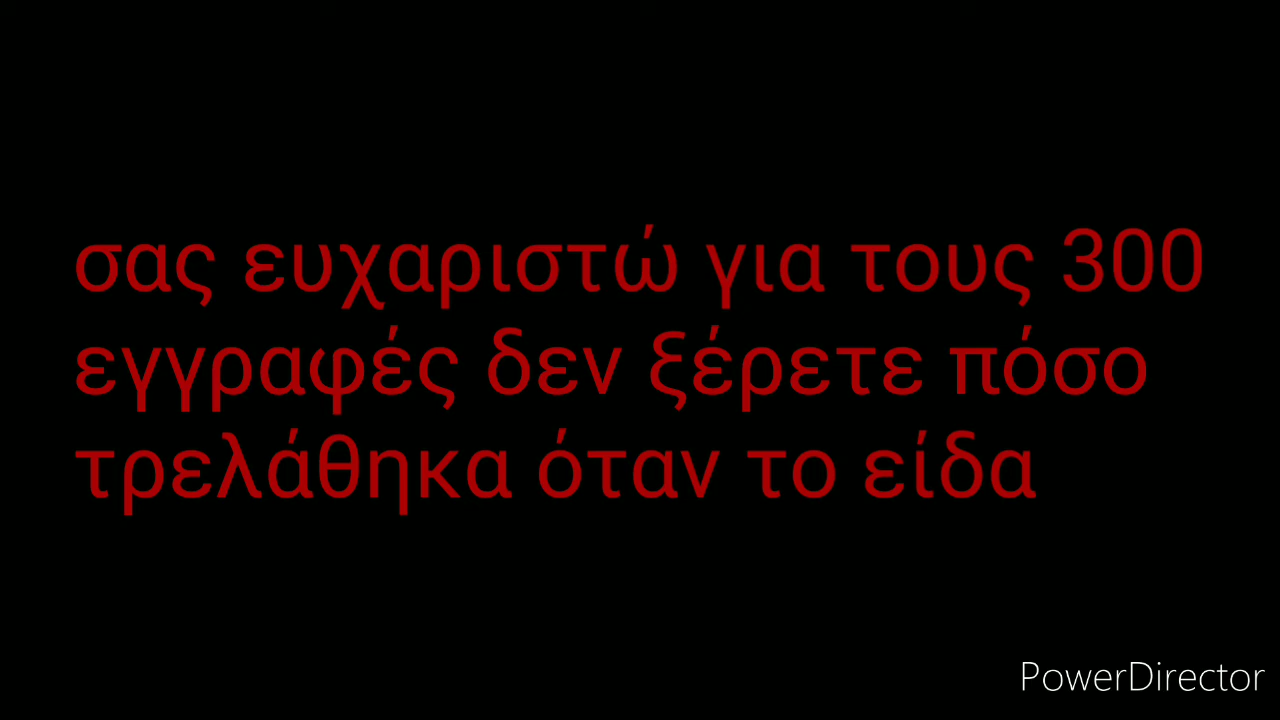 σας ευχαριστώ για τους 300
εγγραφές δεν ξέρετε πόσο
τρελάθηκα όταν το είδα
PowerDirector